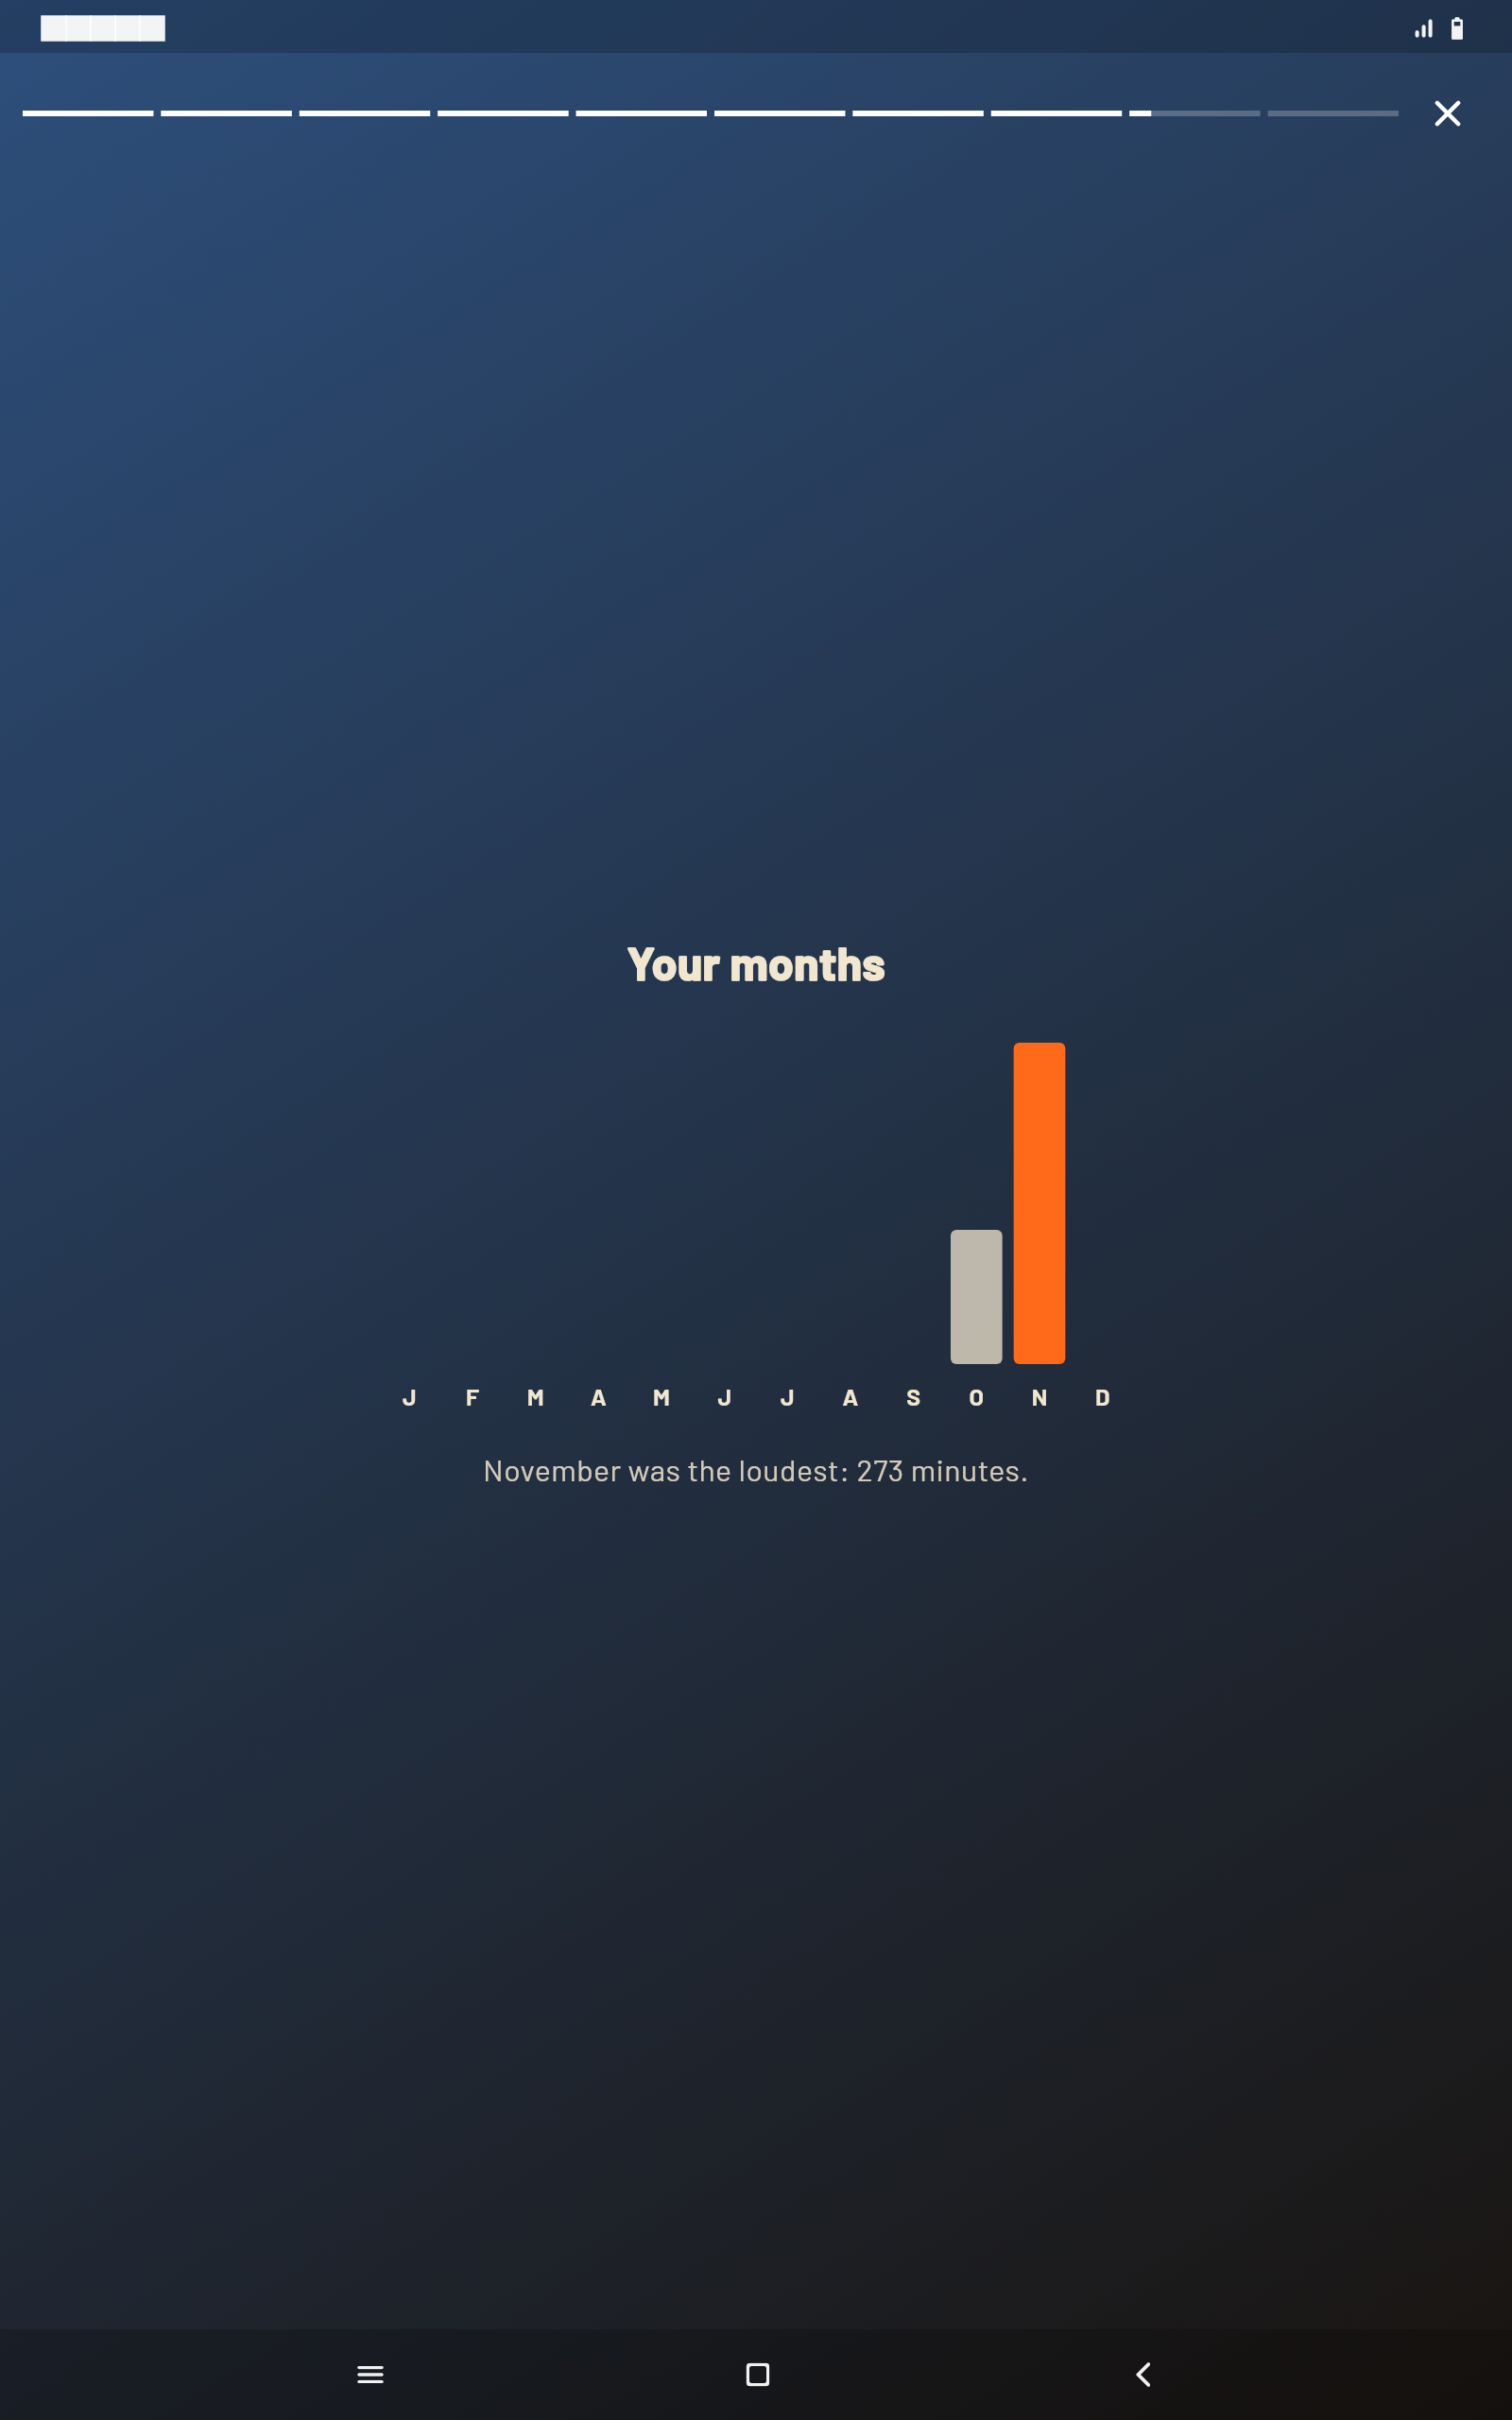 Your months
J F M A M J J A S O N D
November was the loudest: 273 minutes.